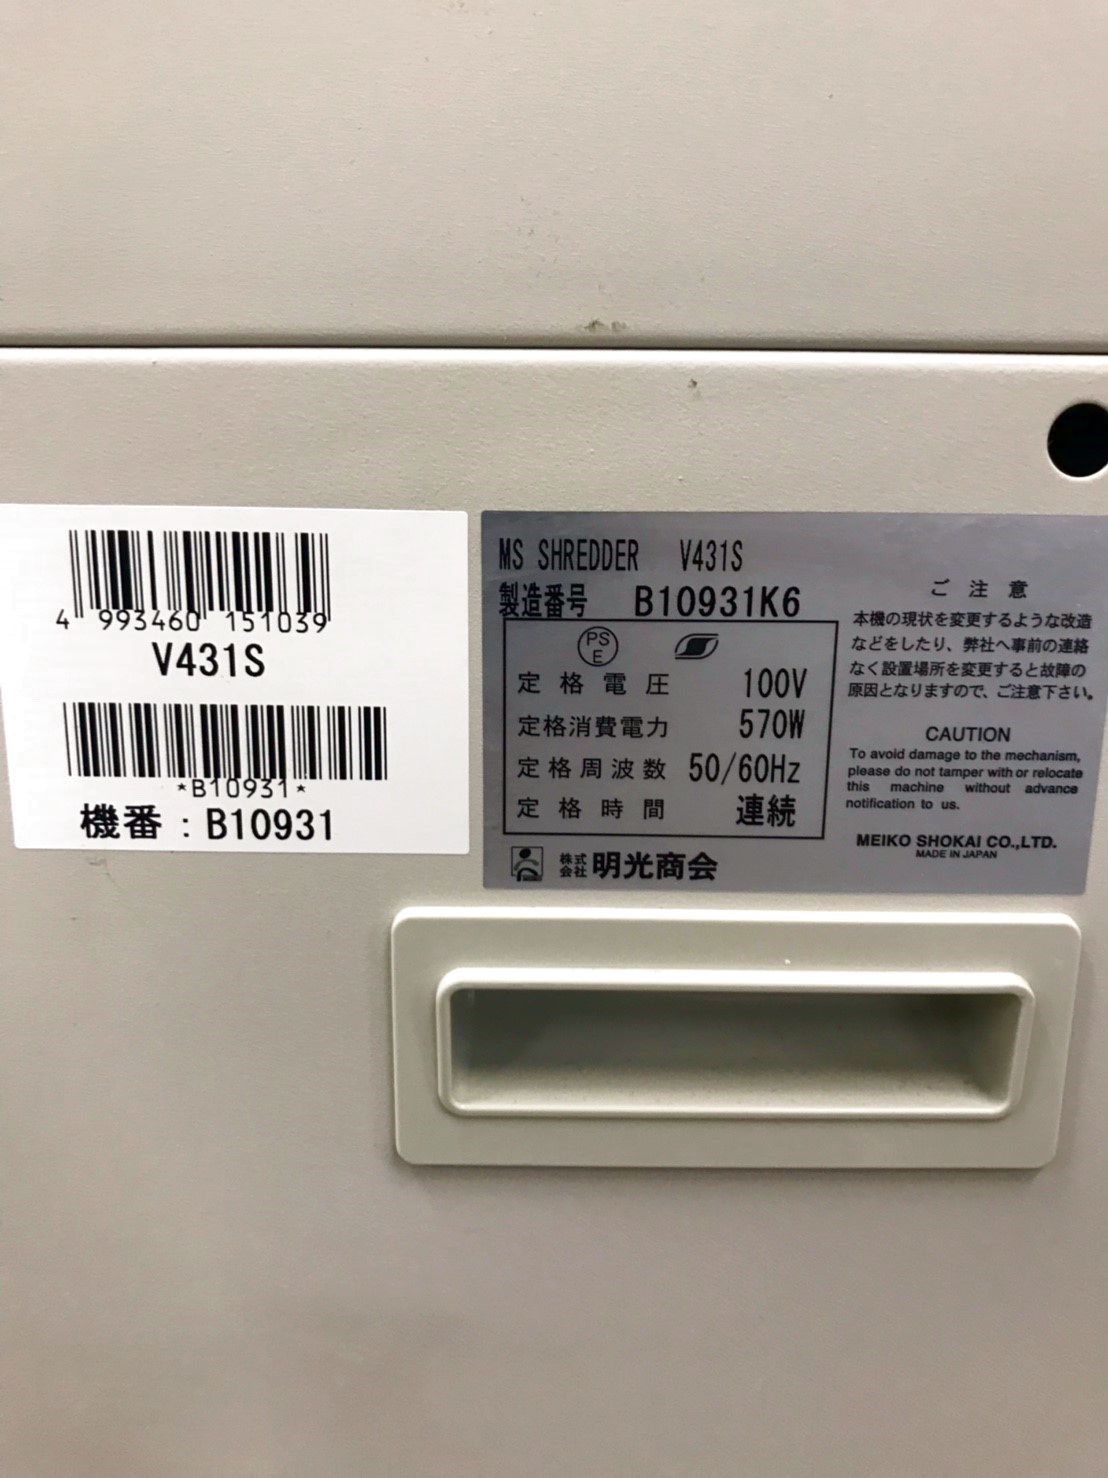 4 993460 151039
V431S
*B10931*
機番 : B10931
MS SHREDDER V431S
製造番号 B10931K6
PS
E
定格電圧 100V
定格消費電力 570W
定格周波数 50/60Hz
定格時間 連続
株式会社 明光商会
ご注意
本機の現状を変更するような改造
などをしたり、弊社へ事前の連絡
なく設置場所を変更すると故障の
原因となりますので、ご注意下さい。
CAUTION
To avoid damage to the mechanism,
please do not tamper with or relocate
this machine without advance
notification to us.
MEIKO SHOKAI CO.,LTD.
MADE IN JAPAN